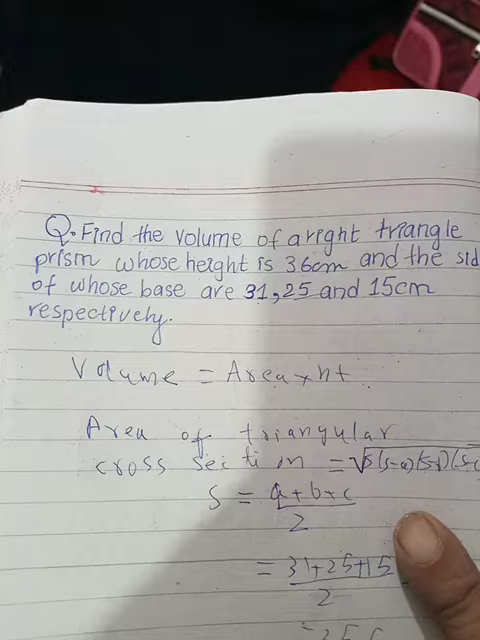 Q. Find the volume of a right triangle
prism whose height is 36cm and the sid
of whose base are 31, 25 and 15cm
respectively.
Volume = Area x ht
Area of triangular
cross section = √s(s-a)(s-b)(s-c
s = a+b+c
2
= 31+25+15
2